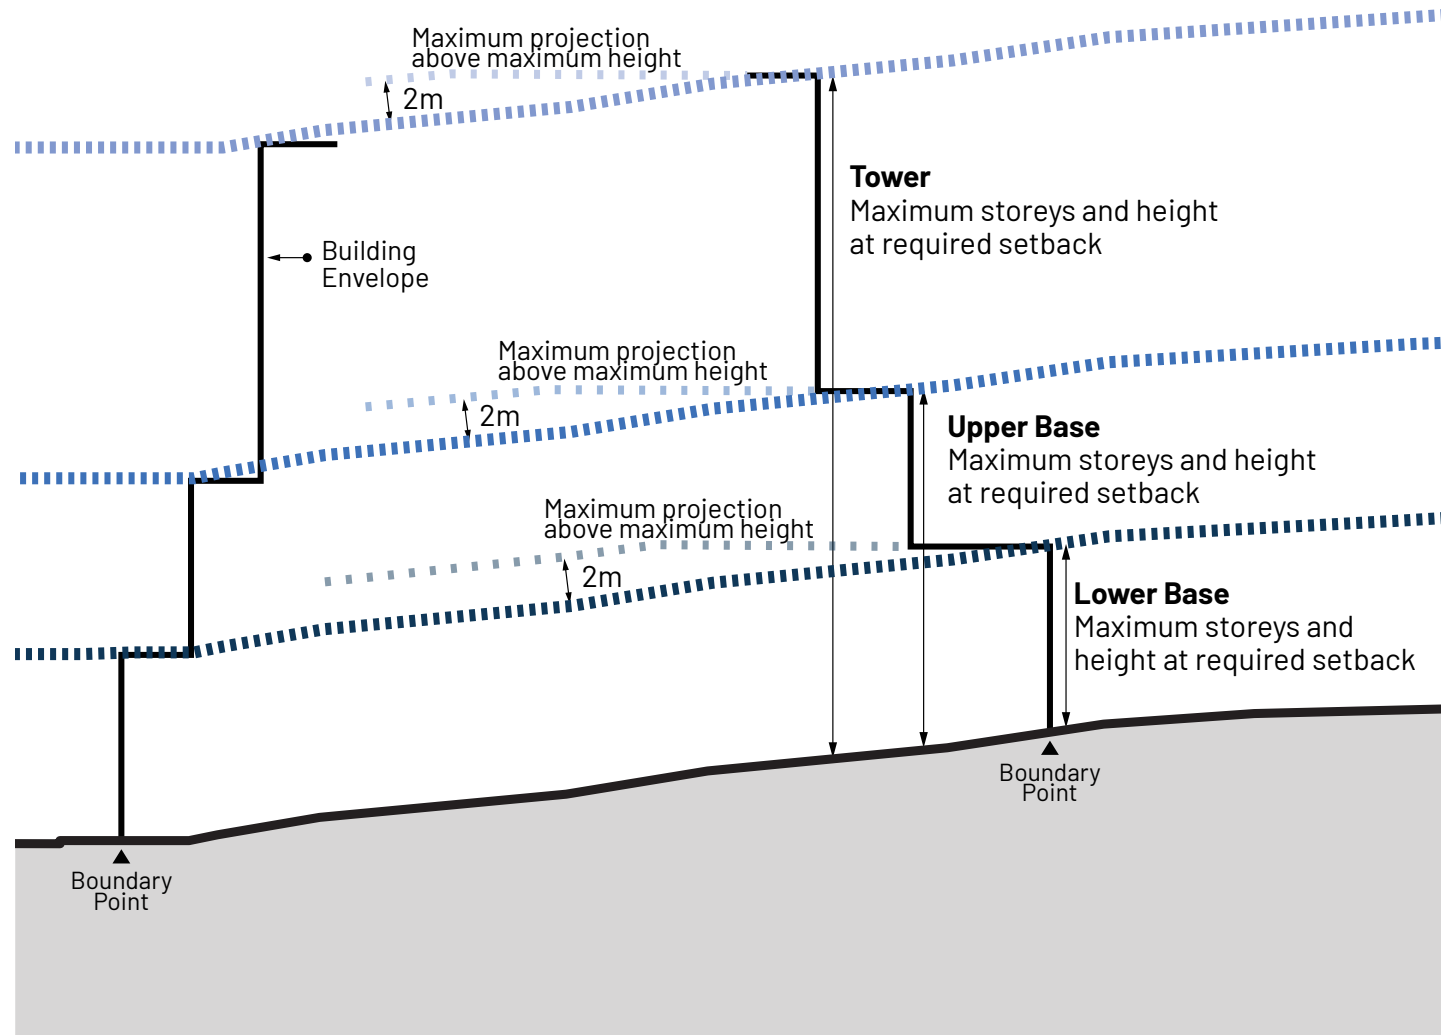 Maximum projection
above maximum height
2m
Tower
Maximum storeys and height
at required setback
Building
Envelope
Maximum projection
above maximum height
2m
Upper Base
Maximum storeys and height
at required setback
Maximum projection
above maximum height
2m
Lower Base
Maximum storeys and
height at required setback
Boundary
Point
Boundary
Point